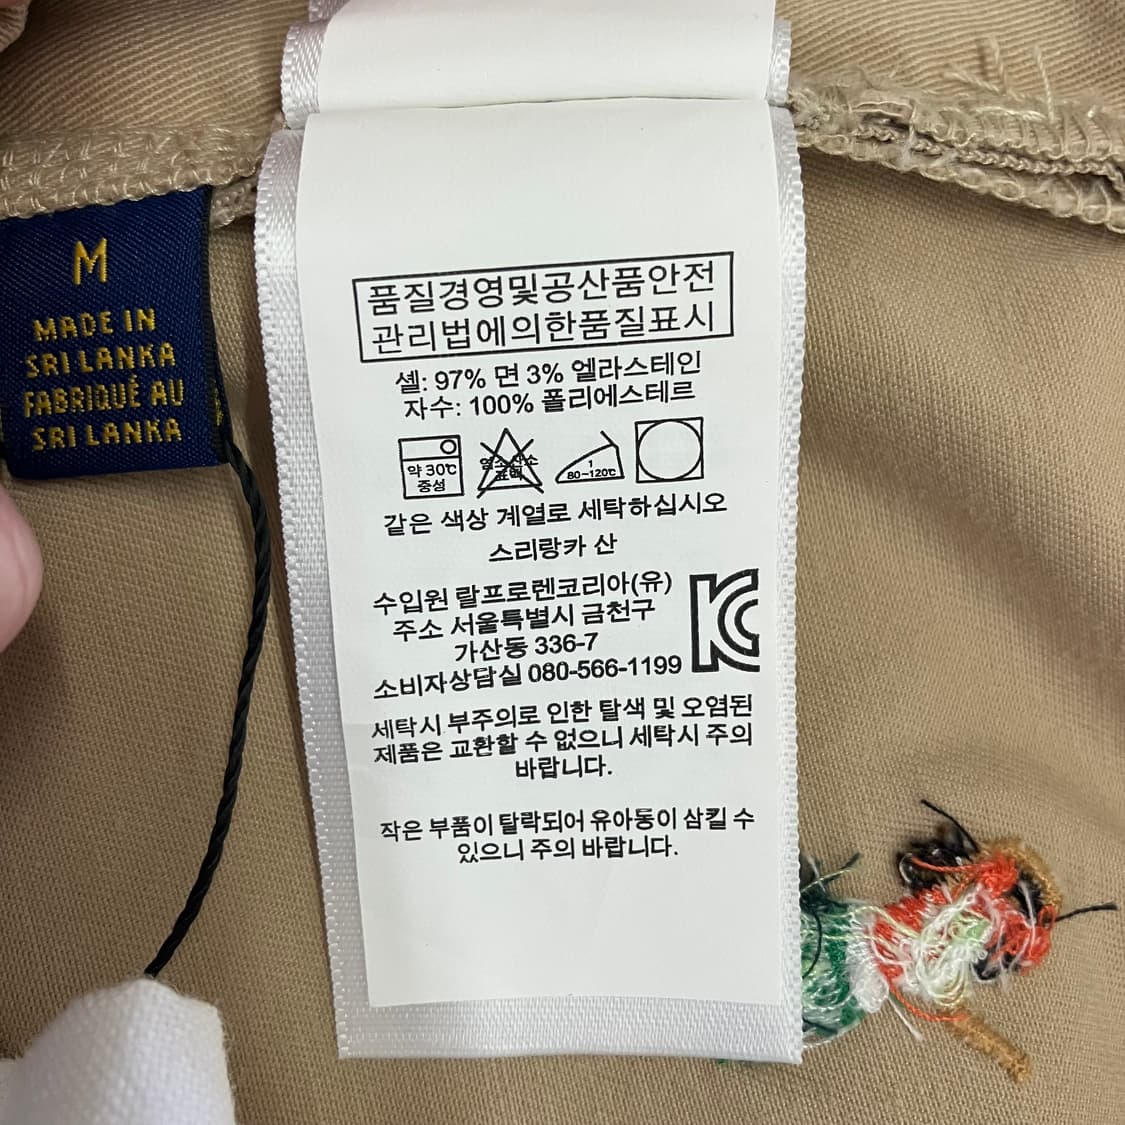 M
MADE IN
SRI LANKA
FABRIQUÉ AU
SRI LANKA
품질경영및공산품안전
관리법에의한품질표시
셸: 97% 면 3% 엘라스테인
자수: 100% 폴리에스테르
약 30℃
중성
염소산소
표백
1
80~120℃
같은 색상 계열로 세탁하십시오
스리랑카 산
수입원 랄프로렌코리아(유)
주소 서울특별시 금천구
가산동 336-7
소비자상담실 080-566-1199
세탁시 부주의로 인한 탈색 및 오염된
제품은 교환할 수 없으니 세탁시 주의
바랍니다.
작은 부품이 탈락되어 유아동이 삼킬 수
있으니 주의 바랍니다.